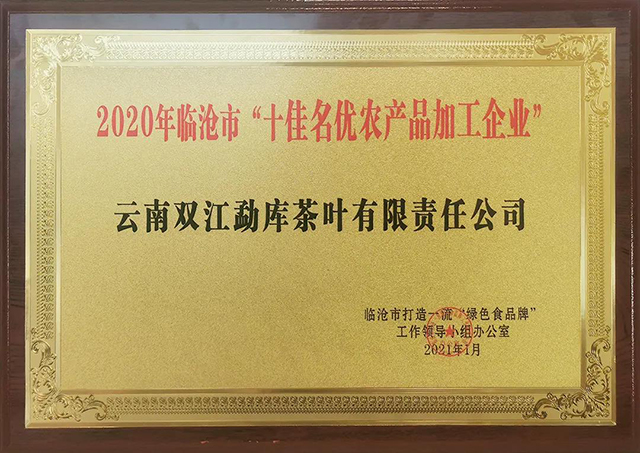 2020年临沧市“十佳名优农产品加工企业”
云南双江勐库茶叶有限责任公司
临沧市打造一流“绿色食品牌”
工作领导小组办公室
2021年1月